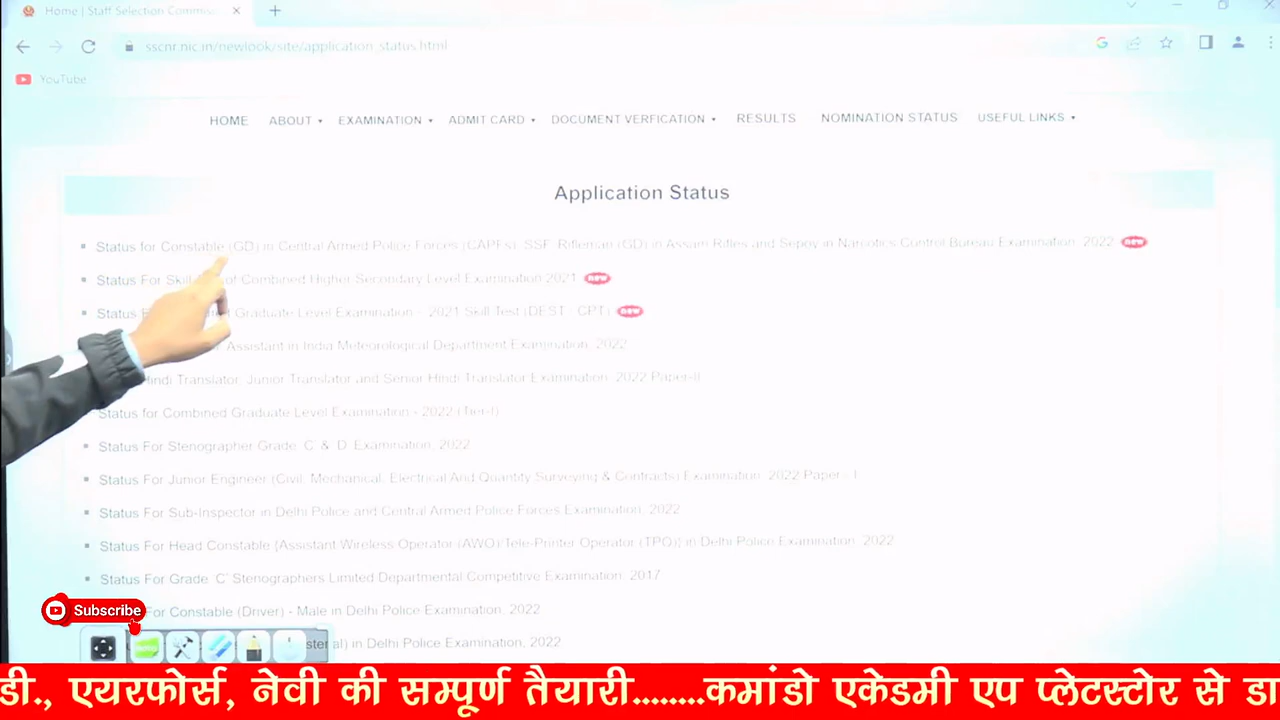 Home | Staff Selection Commiss
sscnr.nic.in/newlook/site/application_status.html
YouTube
HOME ABOUT EXAMINATION ADMIT CARD DOCUMENT VERFICATION RESULTS NOMINATION STATUS USEFUL LINKS
Application Status
Status for Constable (GD) in Central Armed Police Forces (CAPFs), SSF, Rifleman (GD) in Assam Rifles and Sepoy in Narcotics Control Bureau Examination, 2022 new
Status For Skill of Combined Higher Secondary Level Examination 2021 new
Status Graduate Level Examination - 2021 Skill Test (DEST CPT) new
Assistant in India Meteorological Department Examination, 2022
Hindi Translator, Junior Translator and Senior Hindi Translator Examination, 2022 Paper-II
Status for Combined Graduate Level Examination - 2022 (Tier-I)
Status For Stenographer Grade 'C' & 'D' Examination, 2022
Status For Junior Engineer (Civil, Mechanical, Electrical And Quantity Surveying & Contracts) Examination, 2022 Paper - I
Status For Sub-Inspector in Delhi Police and Central Armed Police Forces Examination, 2022
Status For Head Constable {Assistant Wireless Operator (AWO)/Tele-Printer Operator (TPO)} in Delhi Police Examination, 2022
Status For Grade 'C' Stenographers Limited Departmental Competitive Examination, 2017
For Constable (Driver) - Male in Delhi Police Examination, 2022
in Delhi Police Examination, 2022
Subscribe
डी., एयरफोर्स, नेवी की सम्पूर्ण तैयारी........कमांडो एकेडमी एप प्लेटस्टोर से डा